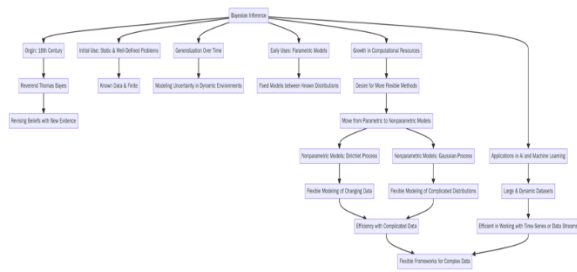 Bayesian Inference
Origin: 18th Century
Initial Use: Static & Well-Defined Problems
Generalization Over Time
Early Uses: Parametric Models
Growth in Computational Resources
Reverend Thomas Bayes
Known Data & Finite
Modeling Uncertainty in Dynamic Environments
Fixed Models between Known Distributions
Desire for More Flexible Methods
Revising Beliefs with New Evidence
Move from Parametric to Nonparametric Models
Nonparametric Models: Dirichlet Process
Nonparametric Models: Gaussian Process
Applications in AI and Machine Learning
Flexible Modeling of Changing Data
Flexible Modeling of Complicated Distributions
Large & Dynamic Datasets
Efficiency with Complicated Data
Efficient in Working with Time-Series or Data Streams
Flexible Frameworks for Complex Data